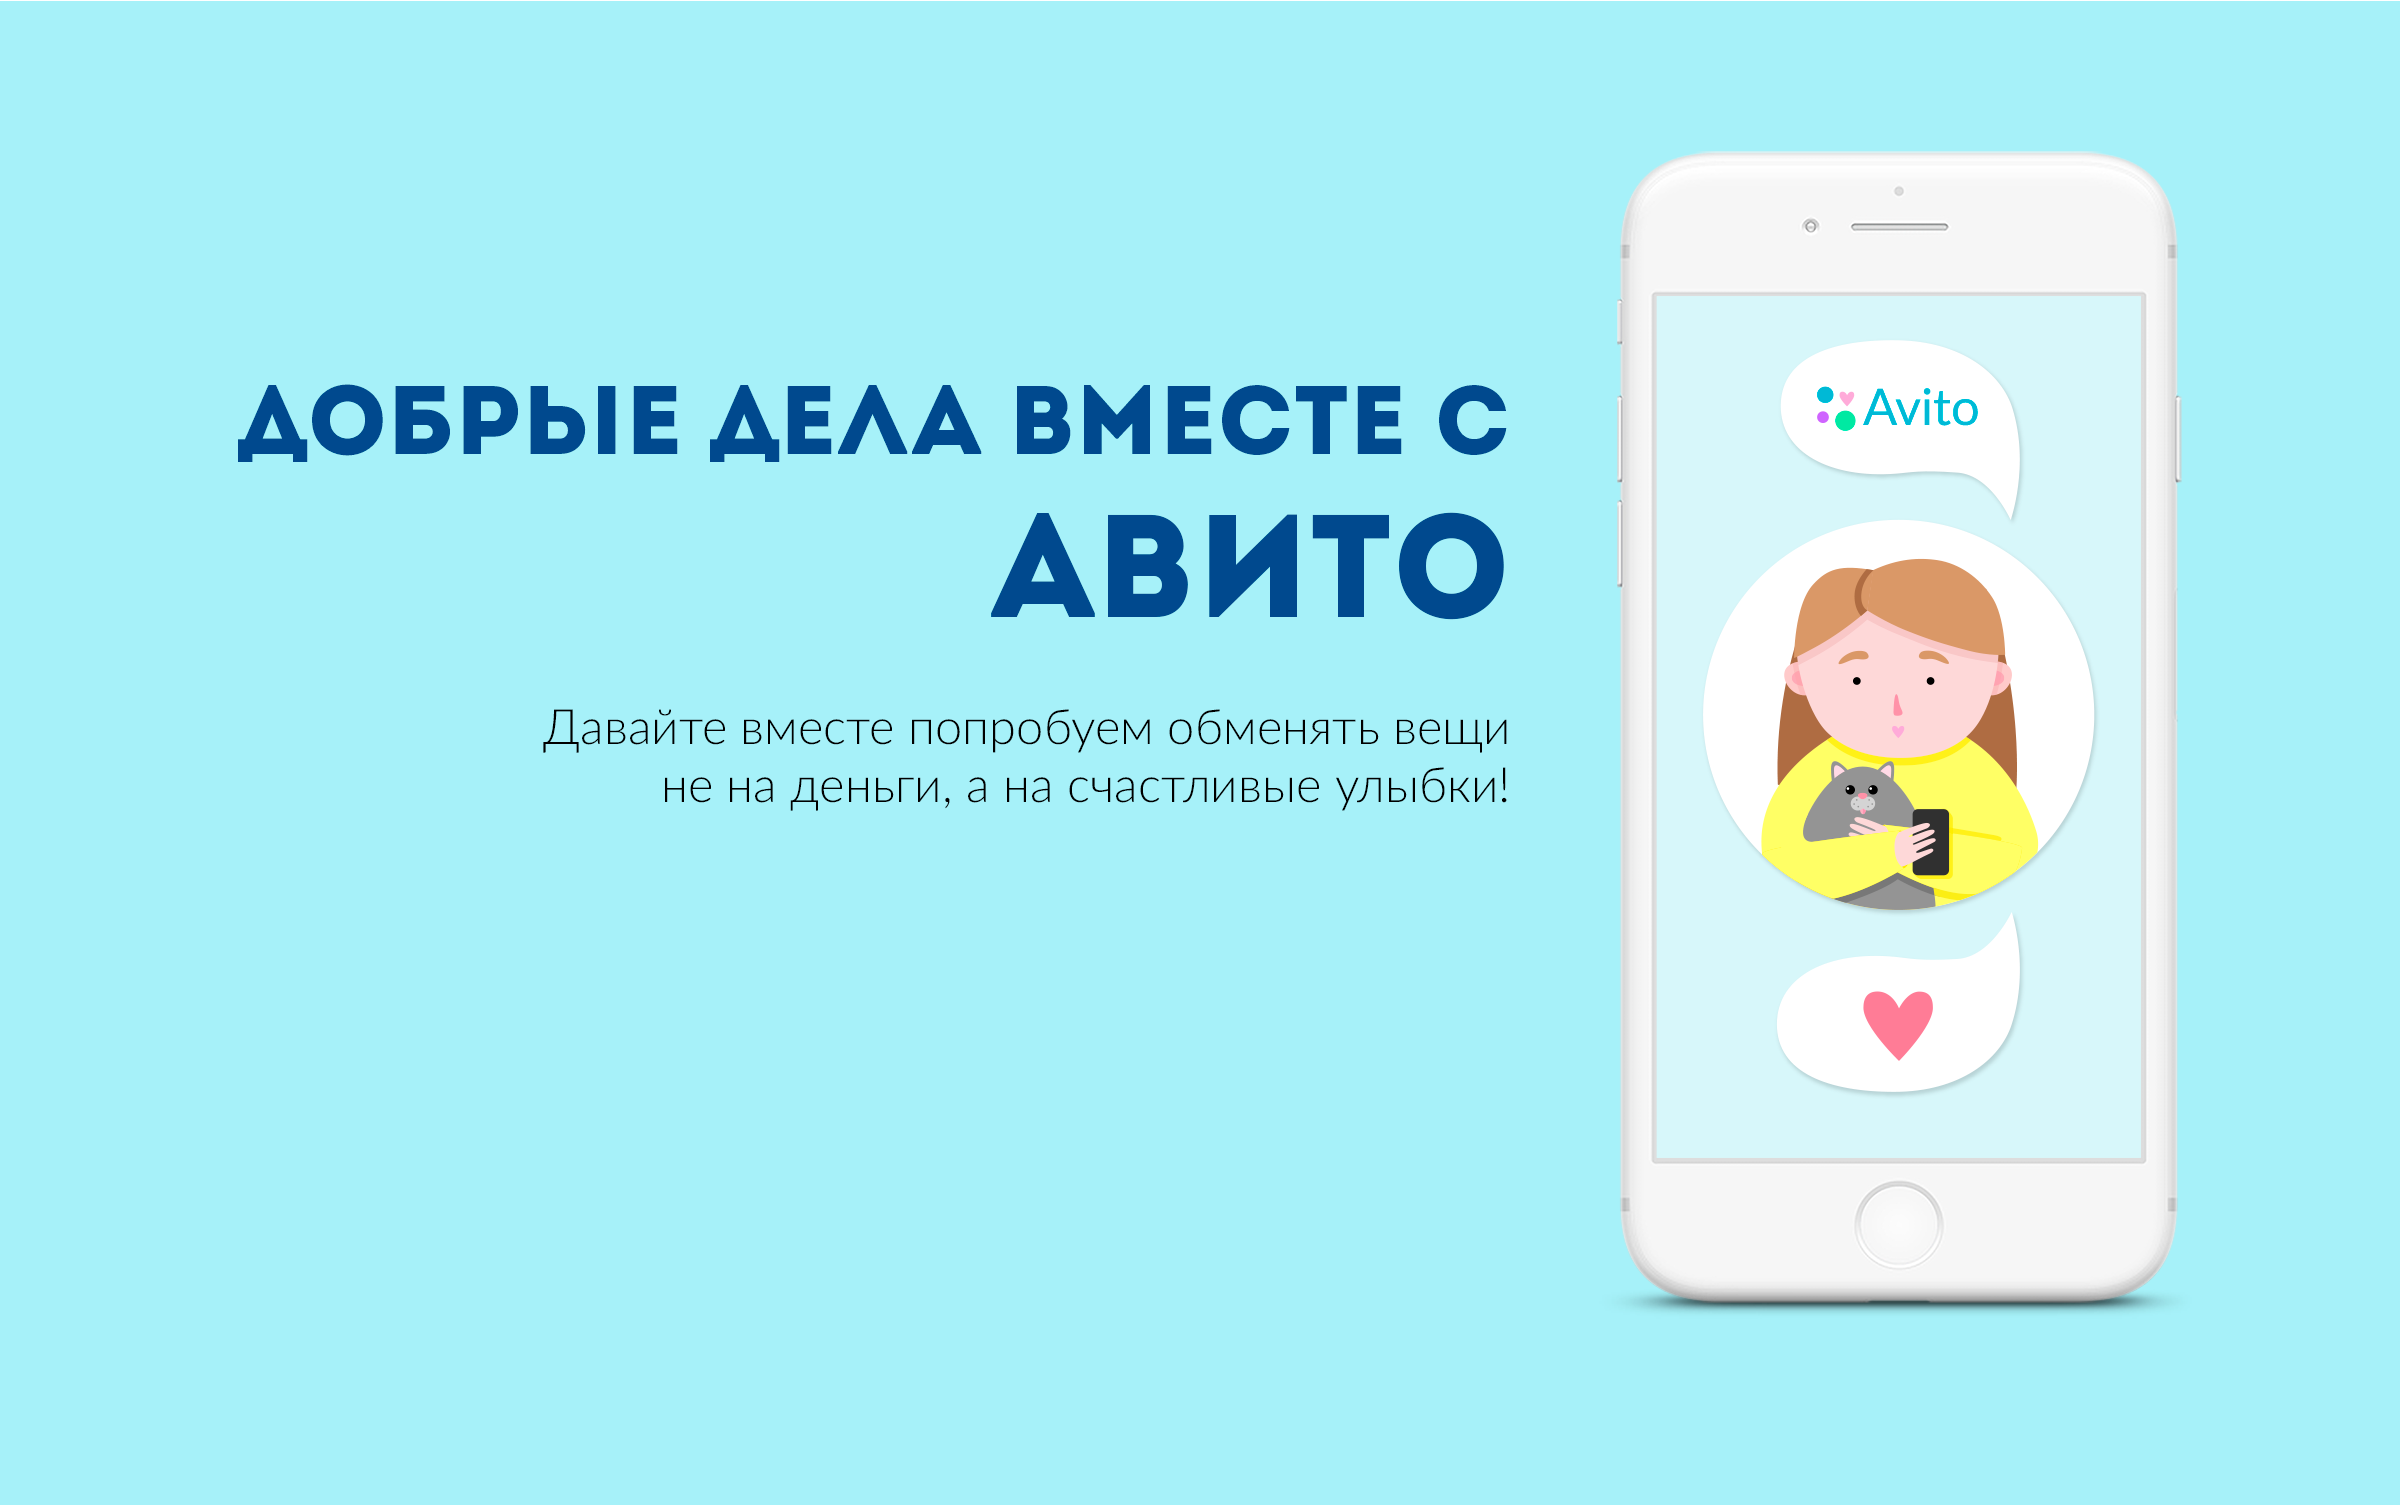 ДОБРЫЕ ДЕЛА ВМЕСТЕ С
АВИТО
Давайте вместе попробуем обменять вещи
не на деньги, а на счастливые улыбки!
Avito